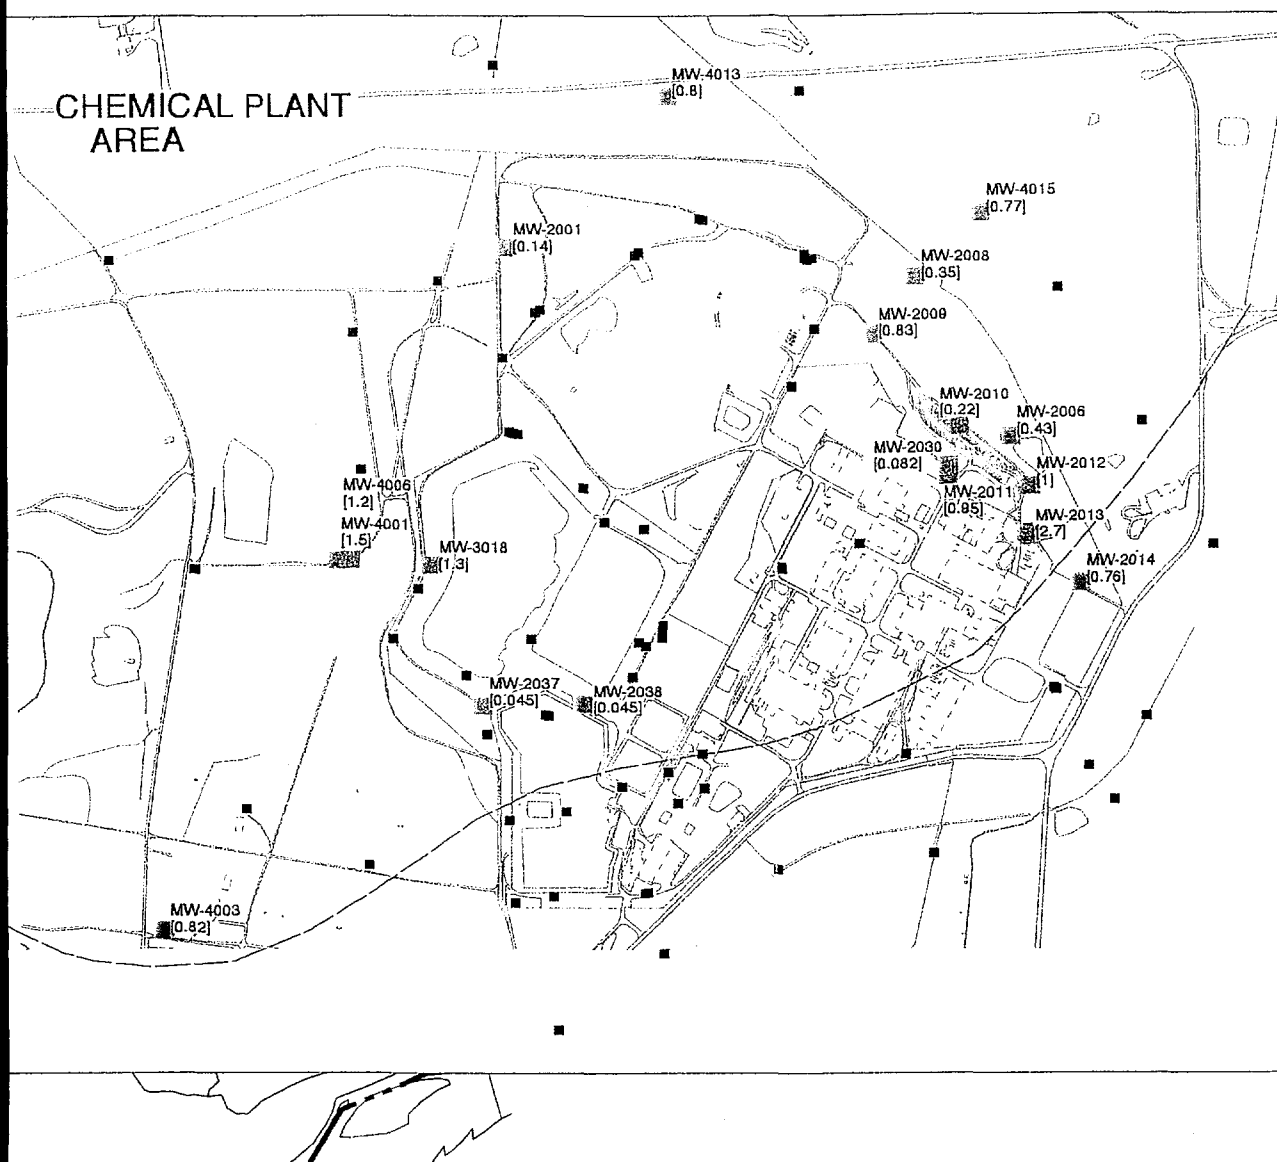 CHEMICAL PLANT
AREA
MW-4013
[0.8]
MW-4015
[0.77]
MW-2001
[0.14]
MW-2008
[0.35]
MW-2009
[0.83]
MW-2010
[0.22]
MW-2006
[0.43]
MW-2030
[0.082]
MW-2012
[1]
MW-2011
[0.95]
MW-2013
[2.7]
MW-2014
[0.76]
MW-4006
[1.2]
MW-4001
[1.5]
MW-3018
[1.3]
MW-2037
[0.045]
MW-2038
[0.045]
MW-4003
[0.82]